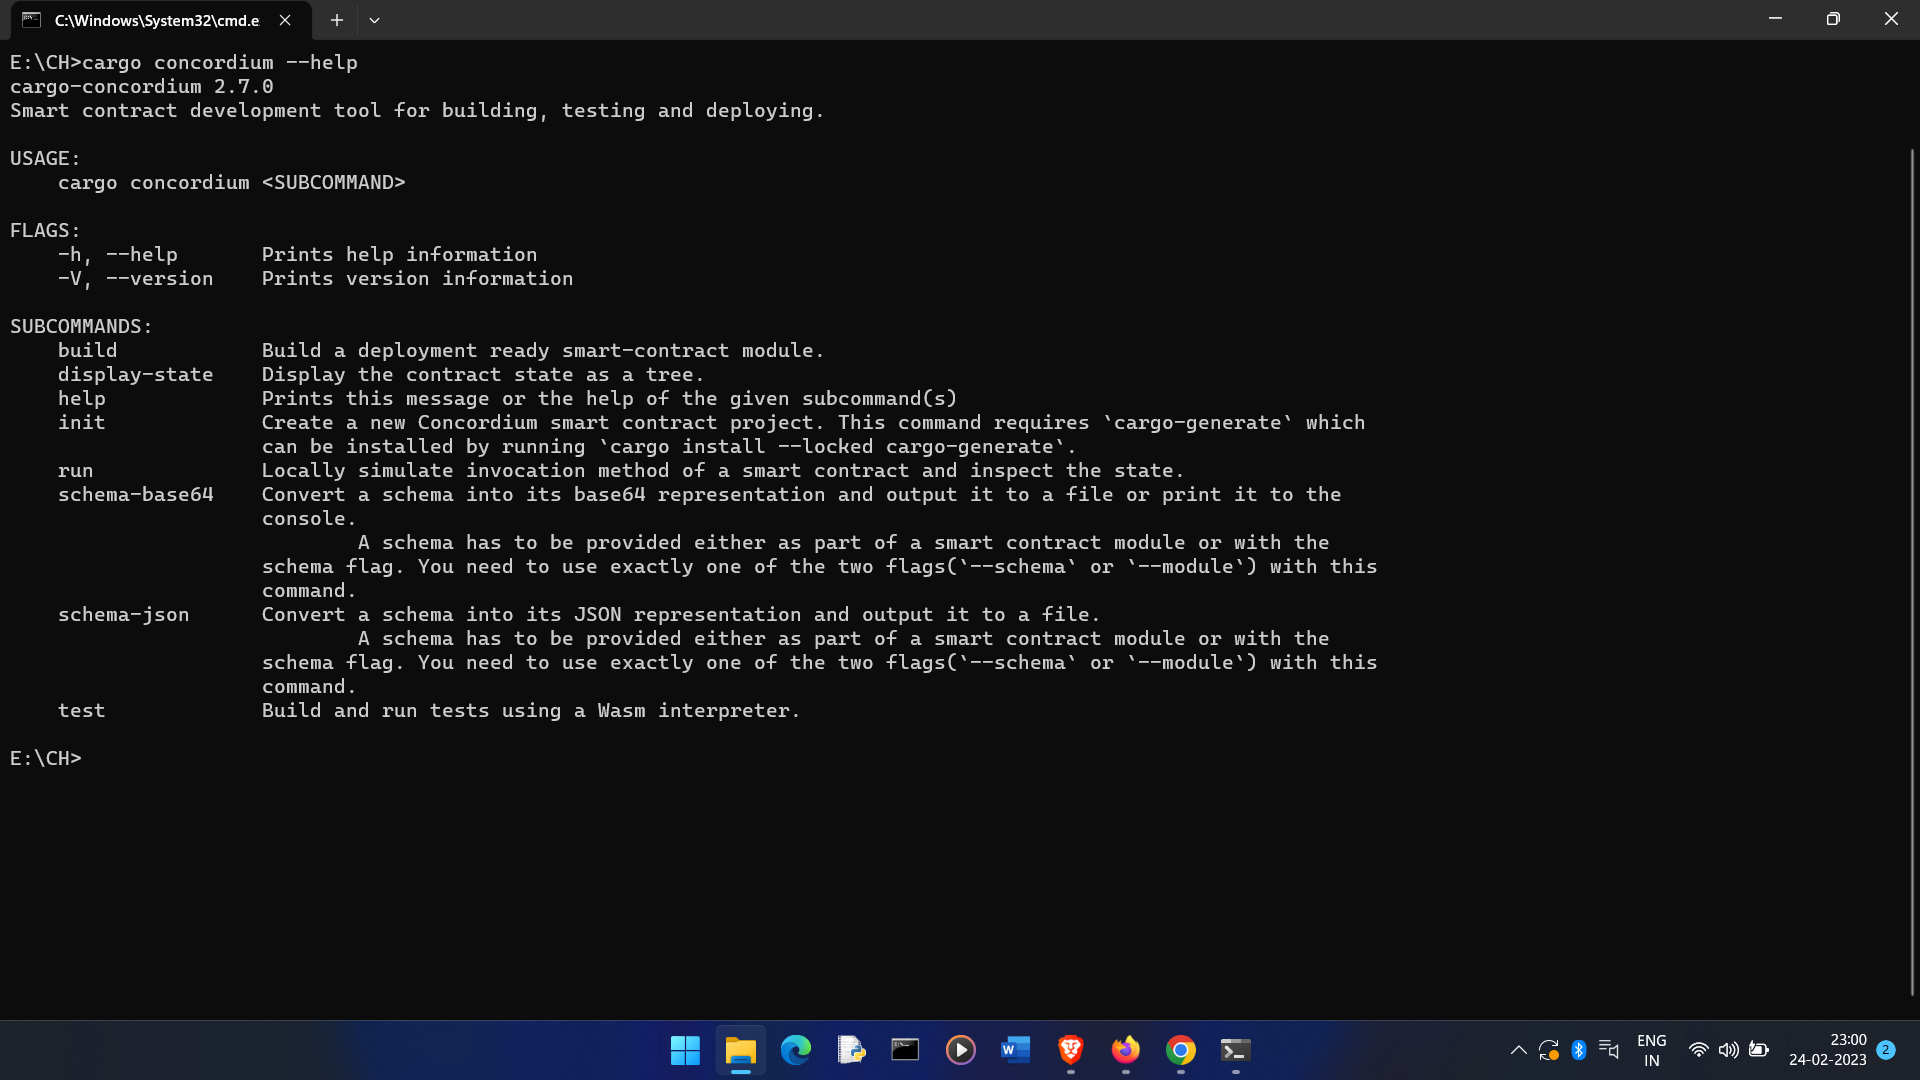 C:\Windows\System32\cmd.e
E:\CH>cargo concordium --help
cargo-concordium 2.7.0
Smart contract development tool for building, testing and deploying.
USAGE:
cargo concordium <SUBCOMMAND>
FLAGS:
-h, --help Prints help information
-V, --version Prints version information
SUBCOMMANDS:
build Build a deployment ready smart-contract module.
display-state Display the contract state as a tree.
help Prints this message or the help of the given subcommand(s)
init Create a new Concordium smart contract project. This command requires `cargo-generate` which
can be installed by running `cargo install --locked cargo-generate`.
run Locally simulate invocation method of a smart contract and inspect the state.
schema-base64 Convert a schema into its base64 representation and output it to a file or print it to the
console.
A schema has to be provided either as part of a smart contract module or with the
schema flag. You need to use exactly one of the two flags(`--schema` or `--module`) with this
command.
schema-json Convert a schema into its JSON representation and output it to a file.
A schema has to be provided either as part of a smart contract module or with the
schema flag. You need to use exactly one of the two flags(`--schema` or `--module`) with this
command.
test Build and run tests using a Wasm interpreter.
E:\CH>
W
ENG
IN
23:00
24-02-2023
2